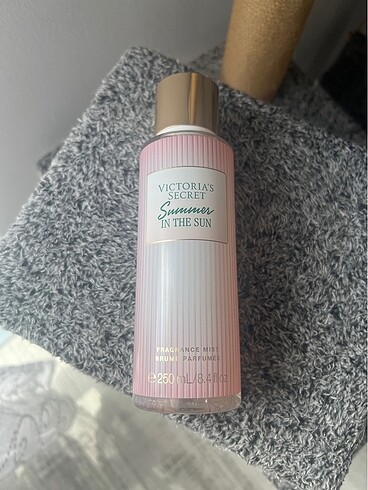 VICTORIA'S
SECRET
Summer
IN THE SUN
FRAGRANCE MIST
BRUME PARFUMÉE
℮250 mL/8.4 fl oz